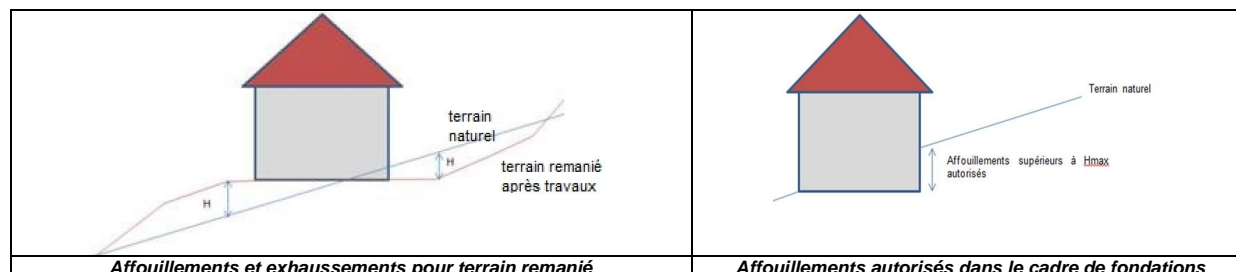 terrain
naturel
H
terrain remanié
après travaux
H
Affouillements et exhaussements pour terrain remanié
Terrain naturel
Affouillements supérieurs à Hmax
autorisés
Affouillements autorisés dans le cadre de fondations